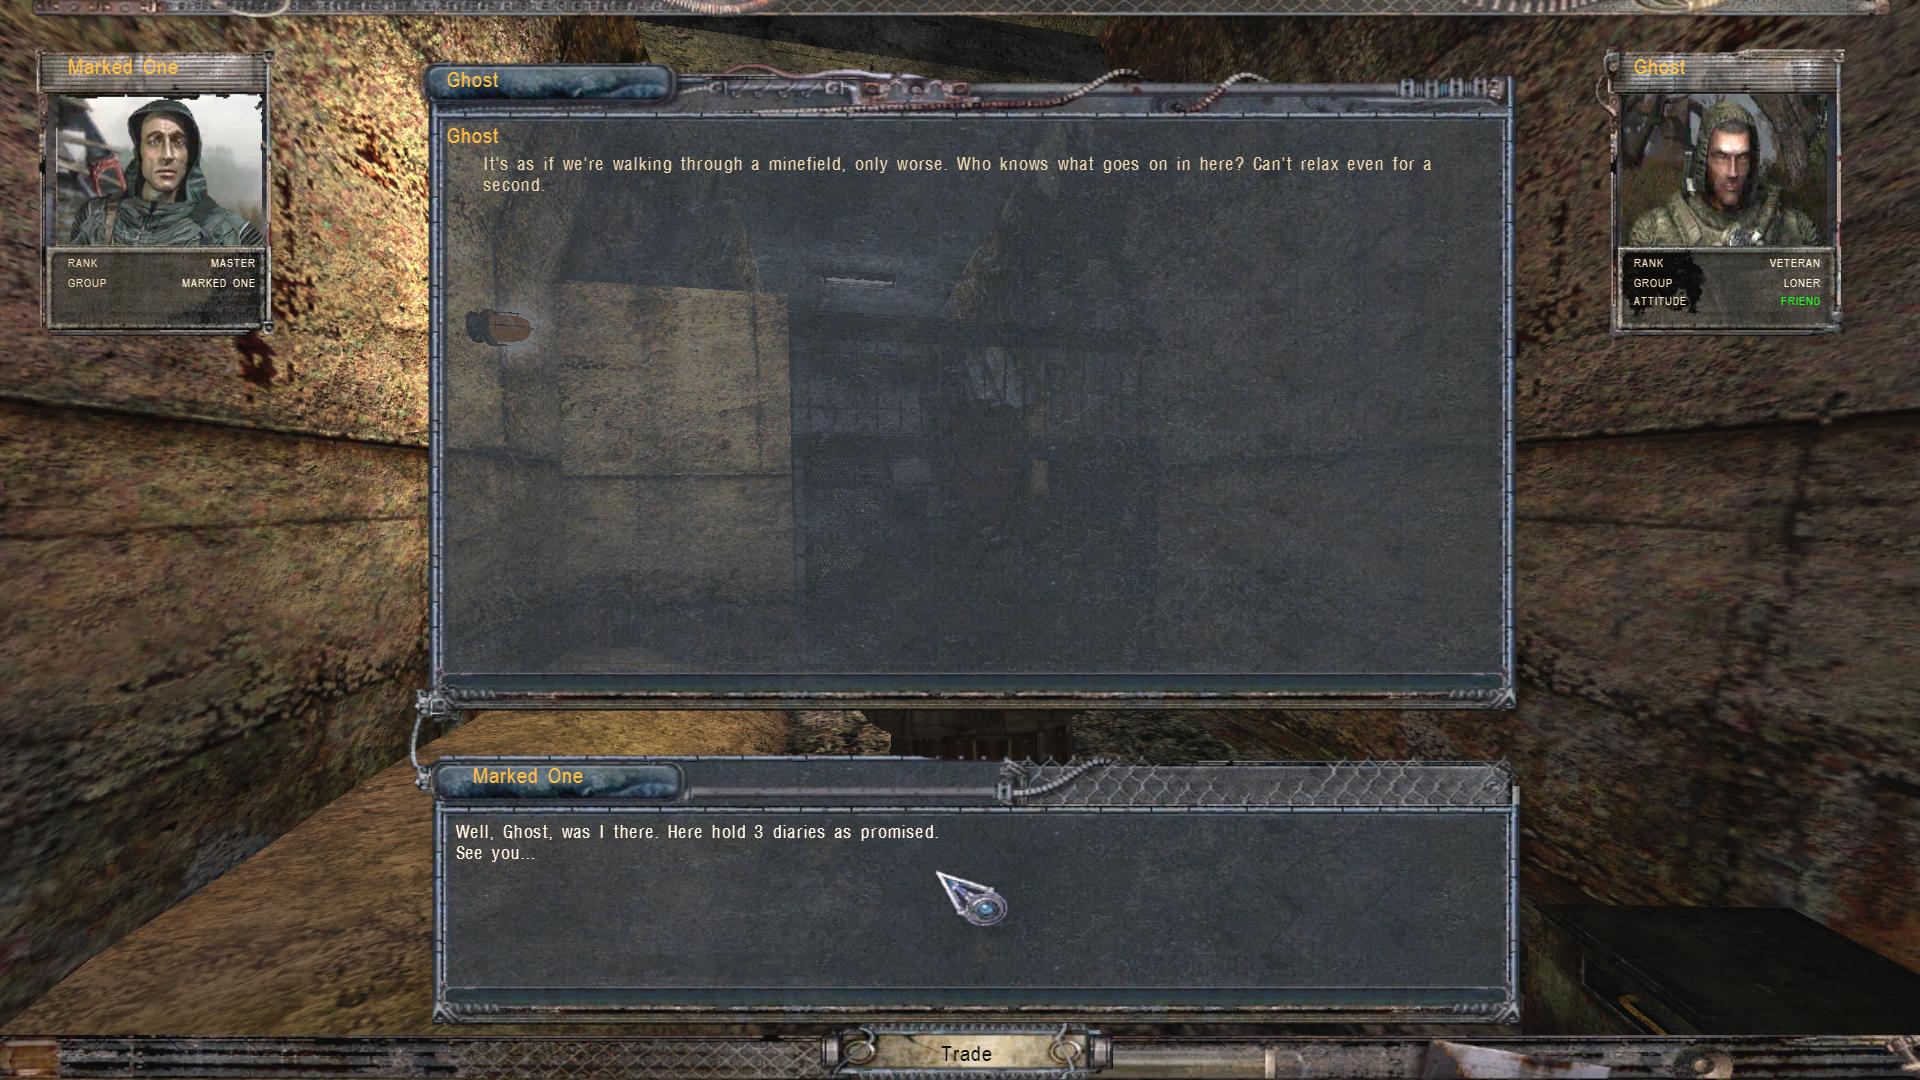 Marked One
RANK MASTER
GROUP MARKED ONE
Ghost
Ghost
It's as if we're walking through a minefield, only worse. Who knows what goes on in here? Can't relax even for a
second.
Ghost
RANK VETERAN
GROUP LONER
ATTITUDE FRIEND
Marked One
Well, Ghost, was I there. Here hold 3 diaries as promised.
See you...
Trade